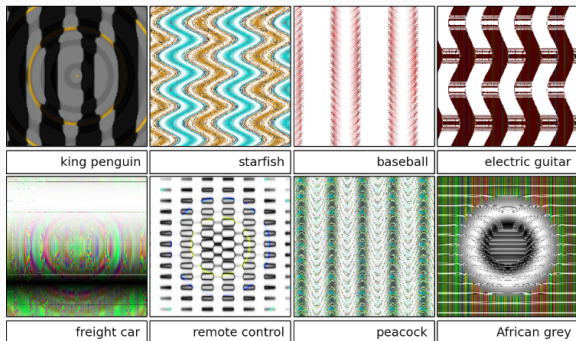 king penguin
starfish
baseball
electric guitar
freight car
remote control
peacock
African grey